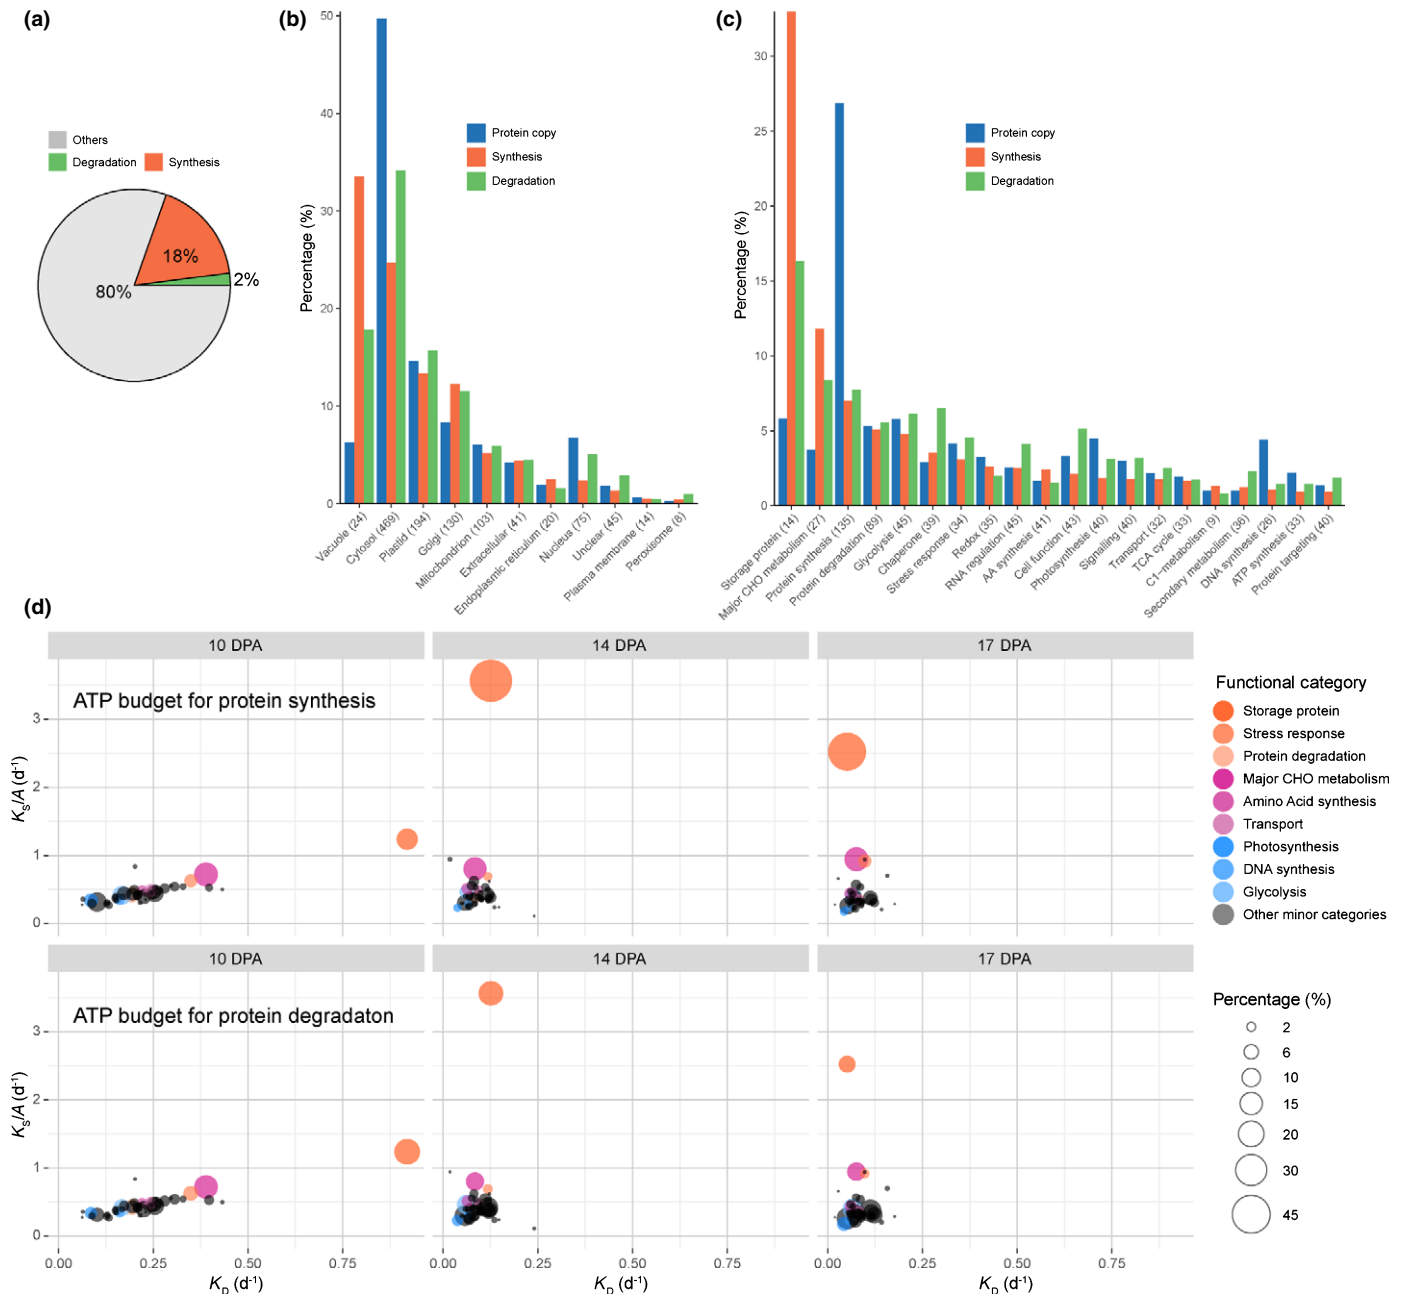 (a)
Others
Degradation
Synthesis
18%
2%
80%
(b)
50
40
30
20
10
0
Percentage (%)
Protein copy
Synthesis
Degradation
Vacuole (24)
Cytosol (469)
Plastid (194)
Golgi (130)
Mitochondrion (103)
Extracellular (41)
Endoplasmic reticulum (20)
Nucleus (75)
Unclear (45)
Plasma membrane (14)
Peroxisome (8)
(c)
30
25
20
15
10
5
0
Percentage (%)
Protein copy
Synthesis
Degradation
Storage protein (14)
Major CHO metabolism (27)
Protein synthesis (135)
Protein degradation (89)
Glycolysis (45)
Chaperone (39)
Stress response (34)
Redox (35)
RNA regulation (45)
AA synthesis (41)
Cell function (43)
Photosynthesis (40)
Signalling (40)
Transport (32)
TCA cycle (33)
C1−metabolism (9)
Secondary metabolism (36)
DNA synthesis (26)
ATP synthesis (33)
Protein targeting (40)
(d)
10 DPA
14 DPA
17 DPA
ATP budget for protein synthesis
3
2
1
0
KS/A (d-1)
10 DPA
14 DPA
17 DPA
ATP budget for protein degradaton
3
2
1
0
KS/A (d-1)
0.00 0.25 0.50 0.75
0.00 0.25 0.50 0.75
0.00 0.25 0.50 0.75
KD (d-1)
KD (d-1)
KD (d-1)
Functional category
Storage protein
Stress response
Protein degradation
Major CHO metabolism
Amino Acid synthesis
Transport
Photosynthesis
DNA synthesis
Glycolysis
Other minor categories
Percentage (%)
2
6
10
15
20
30
45